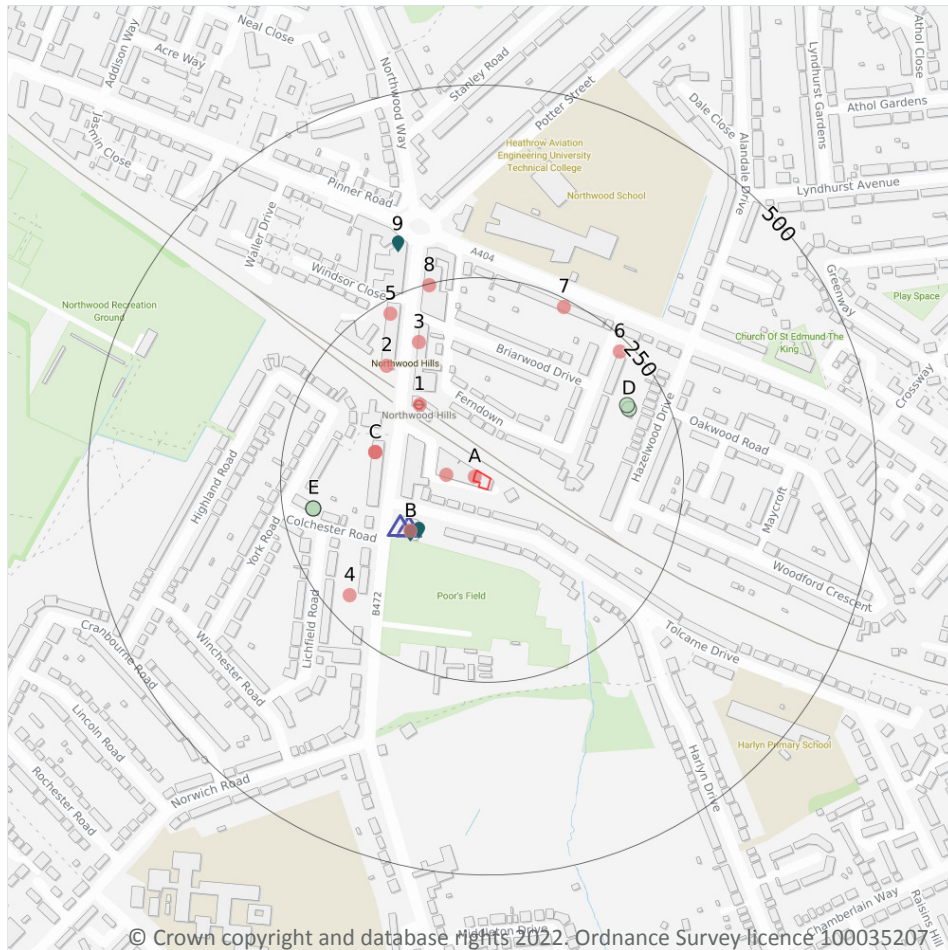 Neal Close
Addison Way
Acre Way
Northwood Way
Stanley Road
Potter Street
Athol Close
Lyndhurst Gardens
Athol Gardens
Dale Close
Alandale Drive
Jasmin Close
Heathrow Aviation
Engineering University
Technical College
Northwood School
Lyndhurst Avenue
Pinner Road
500
Waller Drive
9
A404
Windsor Close
8
7
Greenway
Play Space
Northwood Recreation
Ground
5
3
6
250
Church Of St Edmund The
King
Briarwood Drive
2
Northwood Hills
Crossway
1
Northwood Hills
Ferndown
D
Hazelwood Drive
Oakwood Road
C
A
Highland Road
E
B
Maycroft
Colchester Road
York Road
Woodford Crescent
4
B472
Poor's Field
Lichfield Road
Tolcarne Drive
Cranbourne Road
Winchester Road
Lincoln Road
Harlyn Primary School
Harlyn Drive
Norwich Road
Rochester Road
Chamberlain Way
Middleton Drive
© Crown copyright and database rights 2022. Ordnance Survey licence 100035207.